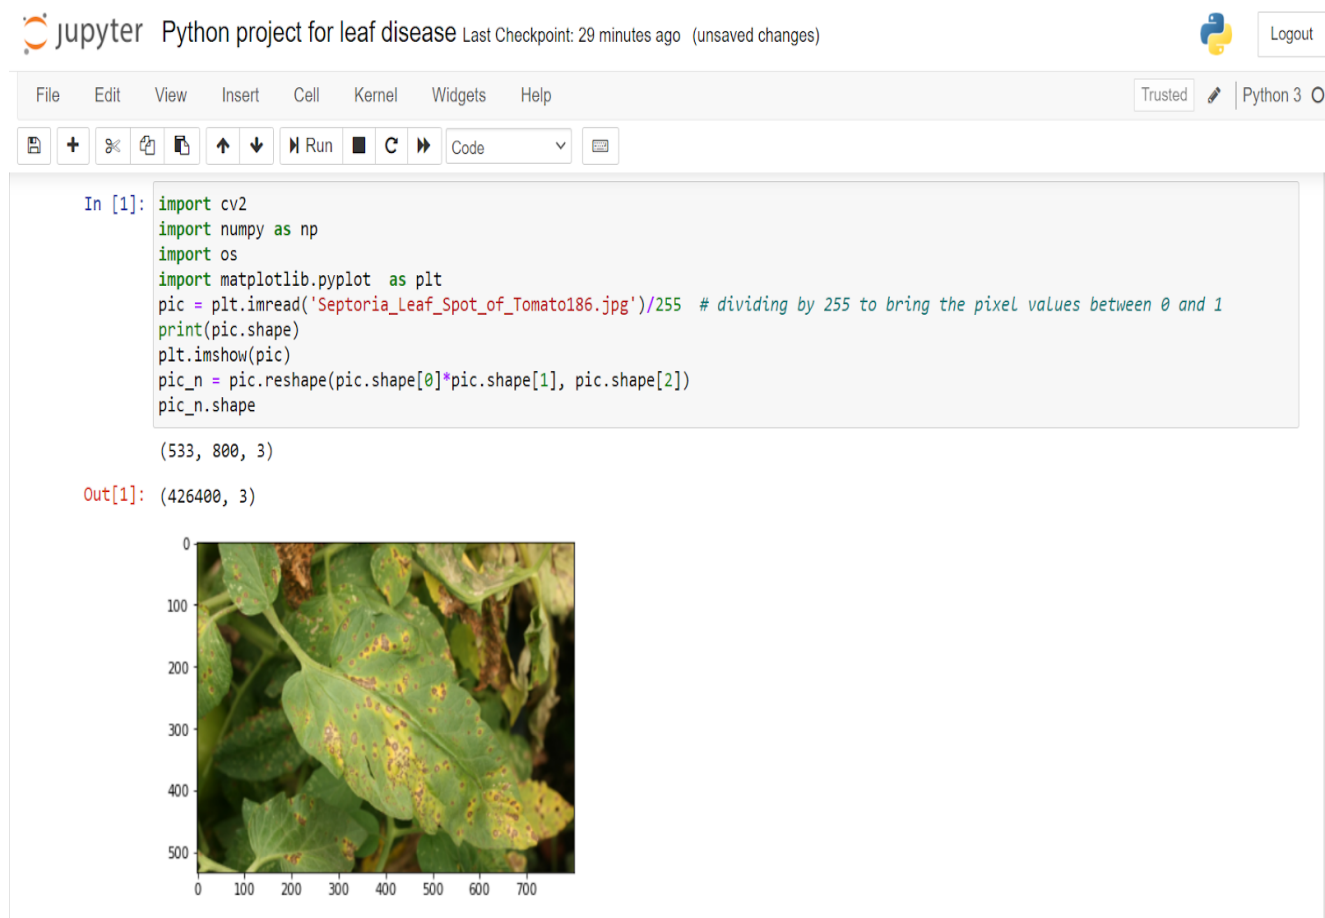 jupyter Python project for leaf disease Last Checkpoint: 29 minutes ago (unsaved changes) Logout
File Edit View Insert Cell Kernel Widgets Help Trusted Python 3
Run Code
In [1]: import cv2
import numpy as np
import os
import matplotlib.pyplot  as plt
pic = plt.imread('Septoria_Leaf_Spot_of_Tomato186.jpg')/255  # dividing by 255 to bring the pixel values between 0 and 1
print(pic.shape)
plt.imshow(pic)
pic_n = pic.reshape(pic.shape[0]*pic.shape[1], pic.shape[2])
pic_n.shape
(533, 800, 3)
Out[1]: (426400, 3)
0
100
200
300
400
500
0 100 200 300 400 500 600 700